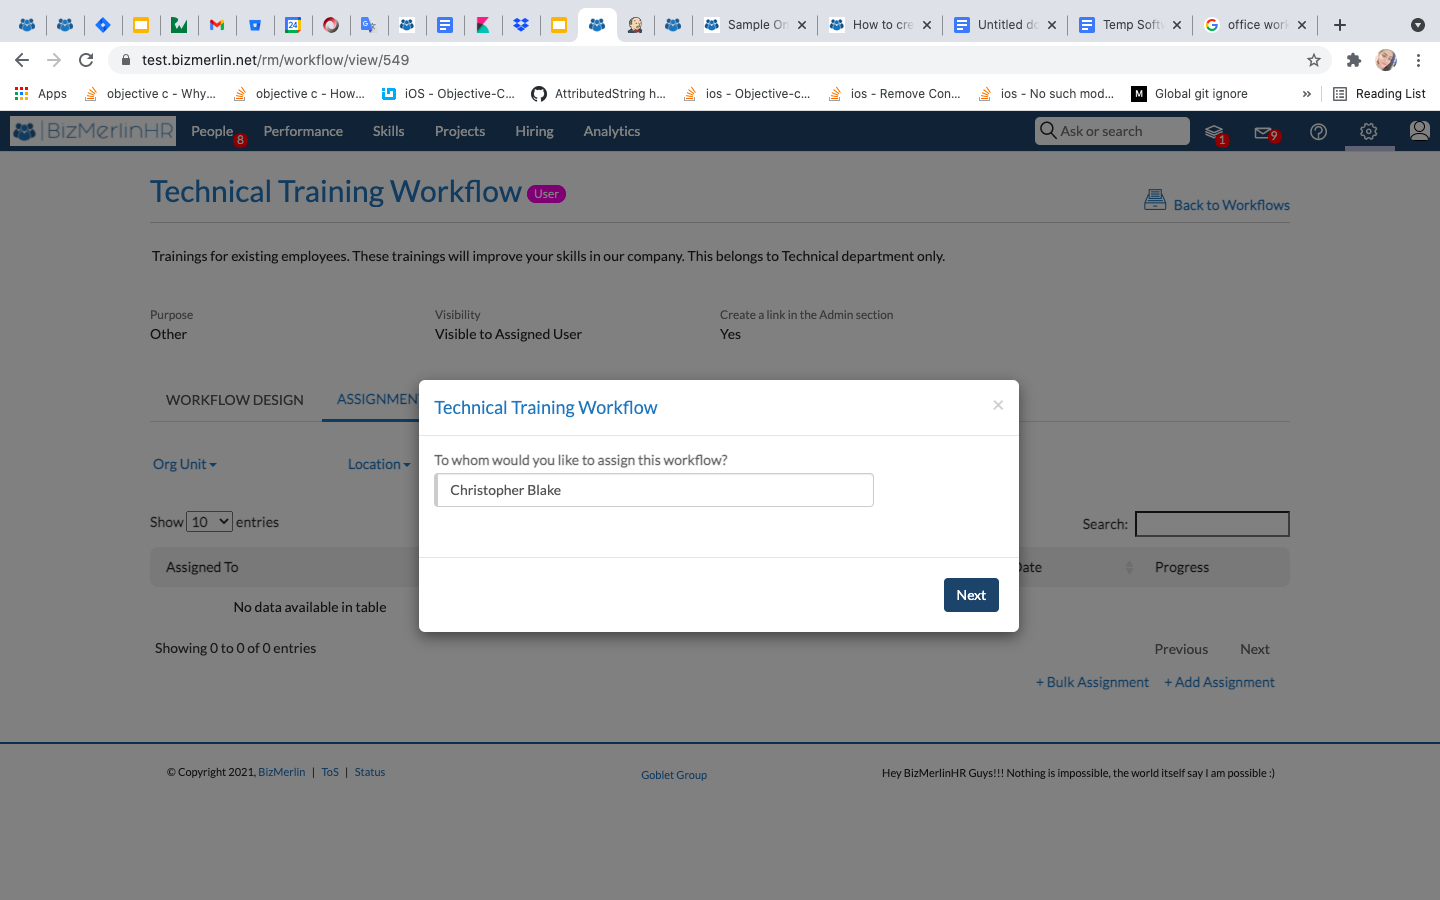 24
Sample On
How to cre
Untitled do
Temp Soft
office work
test.bizmerlin.net/rm/workflow/view/549
Apps
objective c - Why...
objective c - How...
iOS - Objective-C...
AttributedString h...
ios - Objective-c...
ios - Remove Con...
ios - No such mod...
M
Global git ignore
»
Reading List
BizMerlinHR
People
8
Performance
Skills
Projects
Hiring
Analytics
Ask or search
1
9
Technical Training Workflow
User
Back to Workflows
Trainings for existing employees. These trainings will improve your skills in our company. This belongs to Technical department only.
Purpose
Visibility
Create a link in the Admin section
Other
Visible to Assigned User
Yes
WORKFLOW DESIGN
ASSIGNMEN
Technical Training Workflow
×
To whom would you like to assign this workflow?
Christopher Blake
Next
Org Unit
Location
Show 10 entries
Search:
Assigned To
Date
Progress
No data available in table
Showing 0 to 0 of 0 entries
Previous
Next
+ Bulk Assignment
+ Add Assignment
© Copyright 2021, BizMerlin | ToS | Status
Goblet Group
Hey BizMerlinHR Guys!!! Nothing is impossible, the world itself say I am possible :)